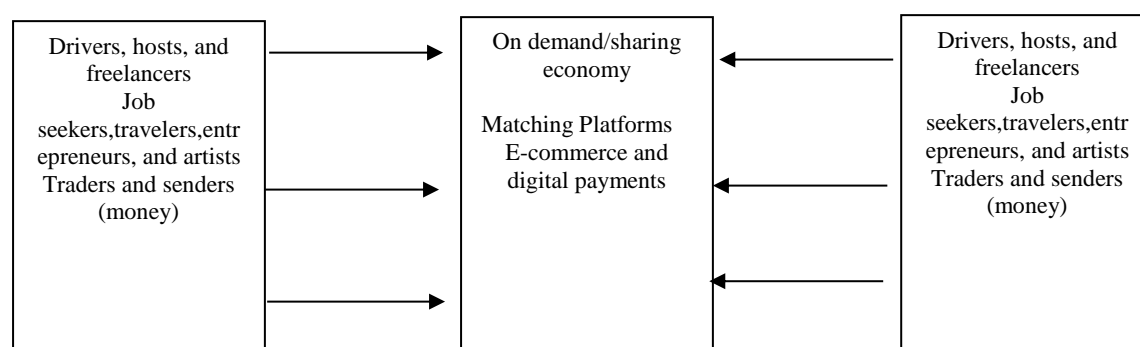 Drivers, hosts, and
freelancers
Job
seekers,travelers,entr
epreneurs, and artists
Traders and senders
(money)
On demand/sharing
economy
Matching Platforms
E-commerce and
digital payments
Drivers, hosts, and
freelancers
Job
seekers,travelers,entr
epreneurs, and artists
Traders and senders
(money)